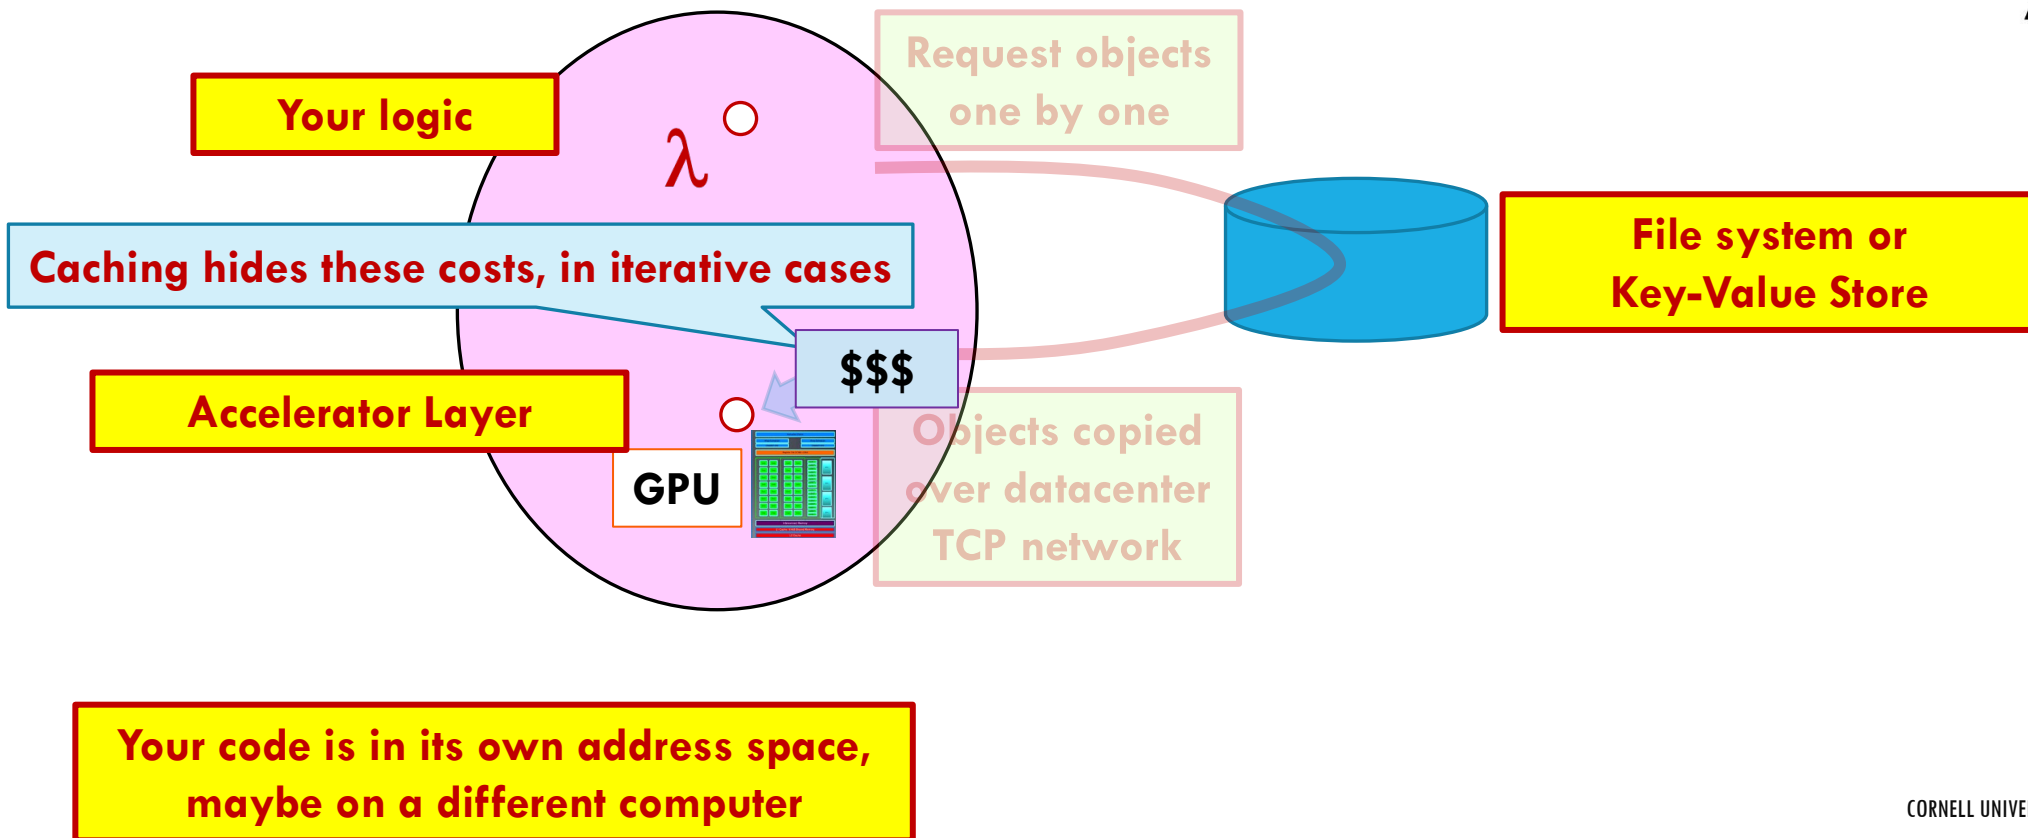 Request objects
one by one
Your logic
λ
Caching hides these costs, in iterative cases
File system or
Key-Value Store
$$$
Accelerator Layer
Objects copied
over datacenter
TCP network
GPU
Your code is in its own address space,
maybe on a different computer
CORNELL UNIVE